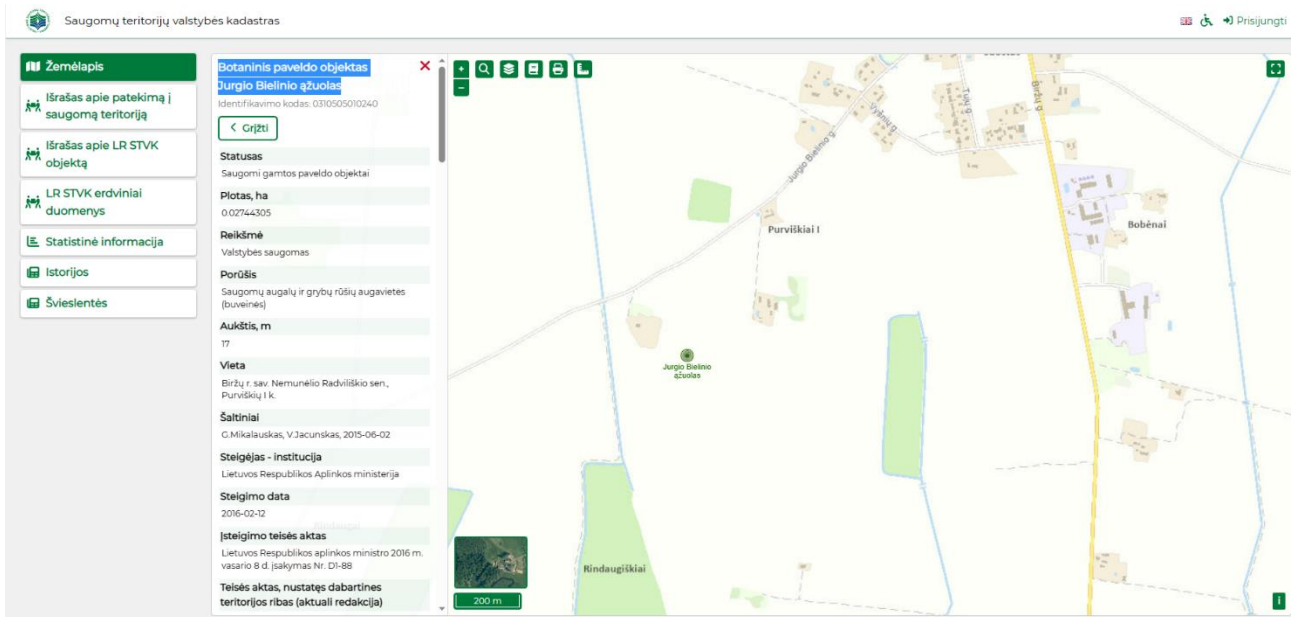 Saugomų teritorijų valstybės kadastras
Prisijungti
Žemėlapis
Išrašas apie patekimą į
saugomą teritoriją
Išrašas apie LR STVK
objektą
LR STVK erdviniai
duomenys
Statistinė informacija
Istorijos
Švieslentės
Botaninis paveldo objektas
Jurgio Bielinio ąžuolas
Identifikavimo kodas: 0310505010240
Grįžti
Statusas
Saugomi gamtos paveldo objektai
Plotas, ha
0.02744305
Reikšmė
Valstybės saugomas
Porūšis
Saugomų augalų ir grybų rūšių augavietės
(buveinės)
Aukštis, m
17
Vieta
Biržų r. sav. Nemunėlio Radviliškio sen.,
Purviškių I k.
Šaltiniai
G.Mikalauskas, V.Jacunskas, 2015-06-02
Steigėjas - institucija
Lietuvos Respublikos Aplinkos ministerija
Steigimo data
2016-02-12
Įsteigimo teisės aktas
Lietuvos Respublikos aplinkos ministro 2016 m.
vasario 8 d. įsakymas Nr. D1-88
Teisės aktas, nustatęs dabartines
teritorijos ribas (aktuali redakcija)
+
-
Tujų g.
Biržų g.
Vyšnių g.
Jurgio Bielinio g.
Purviškiai I
Bobėnai
Jurgio Bielinio
ąžuolas
Rindaugiškiai
200 m
i